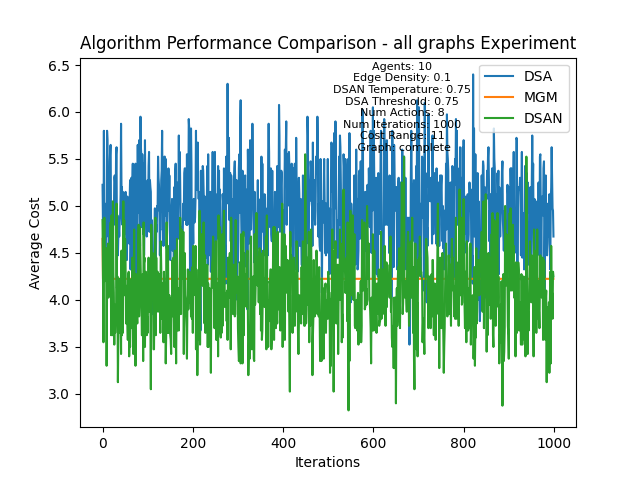 Algorithm Performance Comparison - all graphs Experiment
Agents: 10
Edge Density: 0.1
DSAN Temperature: 0.75
DSA Threshold: 0.75
Num Actions: 8
Num Iterations: 1000
Cost Range: 11
Graph: complete
DSA
MGM
DSAN
6.5
6.0
5.5
5.0
4.5
4.0
3.5
3.0
Average Cost
0
200
400
600
800
1000
Iterations